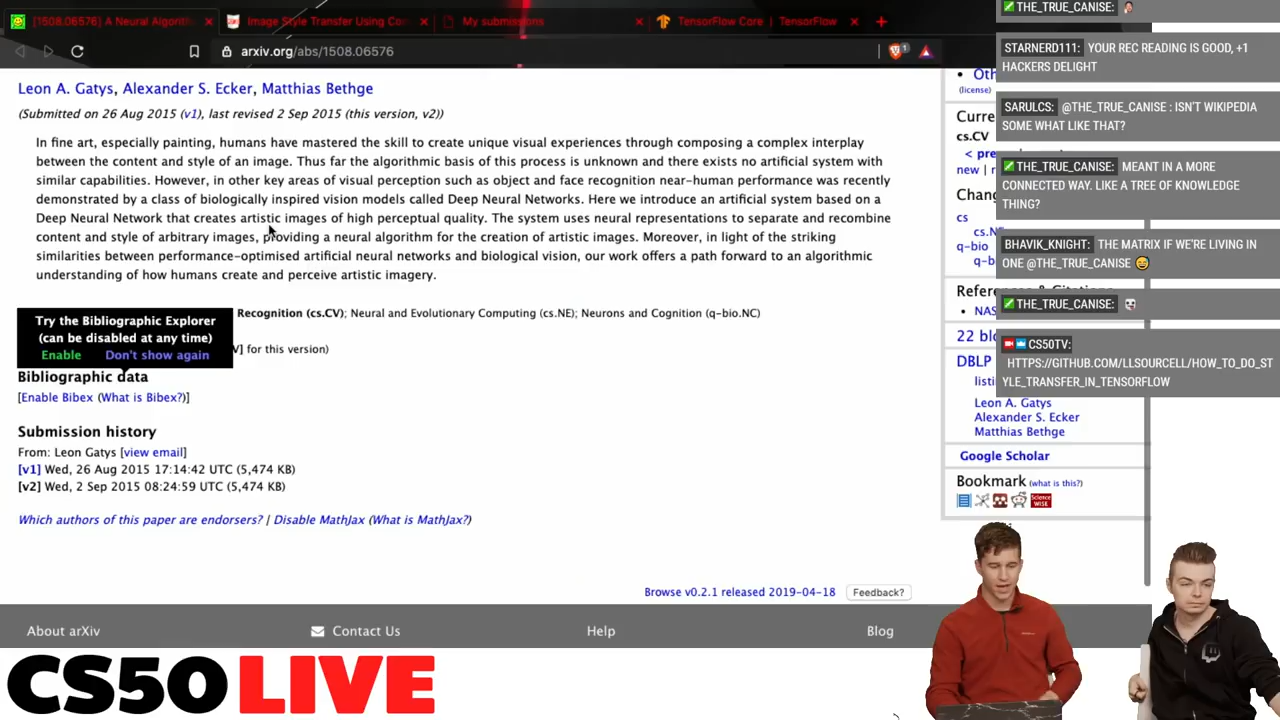 [1508.06576] A Neural Algorit
Image Style Transfer Using Con
My submissions
TensorFlow Core | TensorFlow
arxiv.org/abs/1508.06576
1
Leon A. Gatys, Alexander S. Ecker, Matthias Bethge
(Submitted on 26 Aug 2015 (v1), last revised 2 Sep 2015 (this version, v2))
In fine art, especially painting, humans have mastered the skill to create unique visual experiences through composing a complex interplay
between the content and style of an image. Thus far the algorithmic basis of this process is unknown and there exists no artificial system with
similar capabilities. However, in other key areas of visual perception such as object and face recognition near-human performance was recently
demonstrated by a class of biologically inspired vision models called Deep Neural Networks. Here we introduce an artificial system based on a
Deep Neural Network that creates artistic images of high perceptual quality. The system uses neural representations to separate and recombine
content and style of arbitrary images, providing a neural algorithm for the creation of artistic images. Moreover, in light of the striking
similarities between performance-optimised artificial neural networks and biological vision, our work offers a path forward to an algorithmic
understanding of how humans create and perceive artistic imagery.
Recognition (cs.CV); Neural and Evolutionary Computing (cs.NE); Neurons and Cognition (q-bio.NC)
Try the Bibliographic Explorer
(can be disabled at any time)
Enable Don't show again
V] for this version)
Bibliographic data
[Enable Bibex (What is Bibex?)]
Submission history
From: Leon Gatys [view email]
[v1] Wed, 26 Aug 2015 17:14:42 UTC (5,474 KB)
[v2] Wed, 2 Sep 2015 08:24:59 UTC (5,474 KB)
Which authors of this paper are endorsers? | Disable MathJax (What is MathJax?)
Browse v0.2.1 released 2019-04-18 Feedback?
About arXiv
Contact Us
Help
Blog
Oth
(license)
Curre
cs.CV
< pre
new | r
Chang
cs
cs.NE
q-bio
q-b
References & Citations
NAS
22 blo
DBLP
listi
Leon A. Gatys
Alexander S. Ecker
Matthias Bethge
Google Scholar
Bookmark (what is this?)
Science
WISE
THE_TRUE_CANISE:
STARNERD111: YOUR REC READING IS GOOD, +1
HACKERS DELIGHT
SARULCS: @THE_TRUE_CANISE : ISN'T WIKIPEDIA
SOME WHAT LIKE THAT?
THE_TRUE_CANISE: MEANT IN A MORE
CONNECTED WAY. LIKE A TREE OF KNOWLEDGE
THING?
BHAVIK_KNIGHT: THE MATRIX IF WE'RE LIVING IN
ONE @THE_TRUE_CANISE 😅
THE_TRUE_CANISE:
CS50TV:
HTTPS://GITHUB.COM/LLSOURCELL/HOW_TO_DO_ST
YLE_TRANSFER_IN_TENSORFLOW
CS50 LIVE